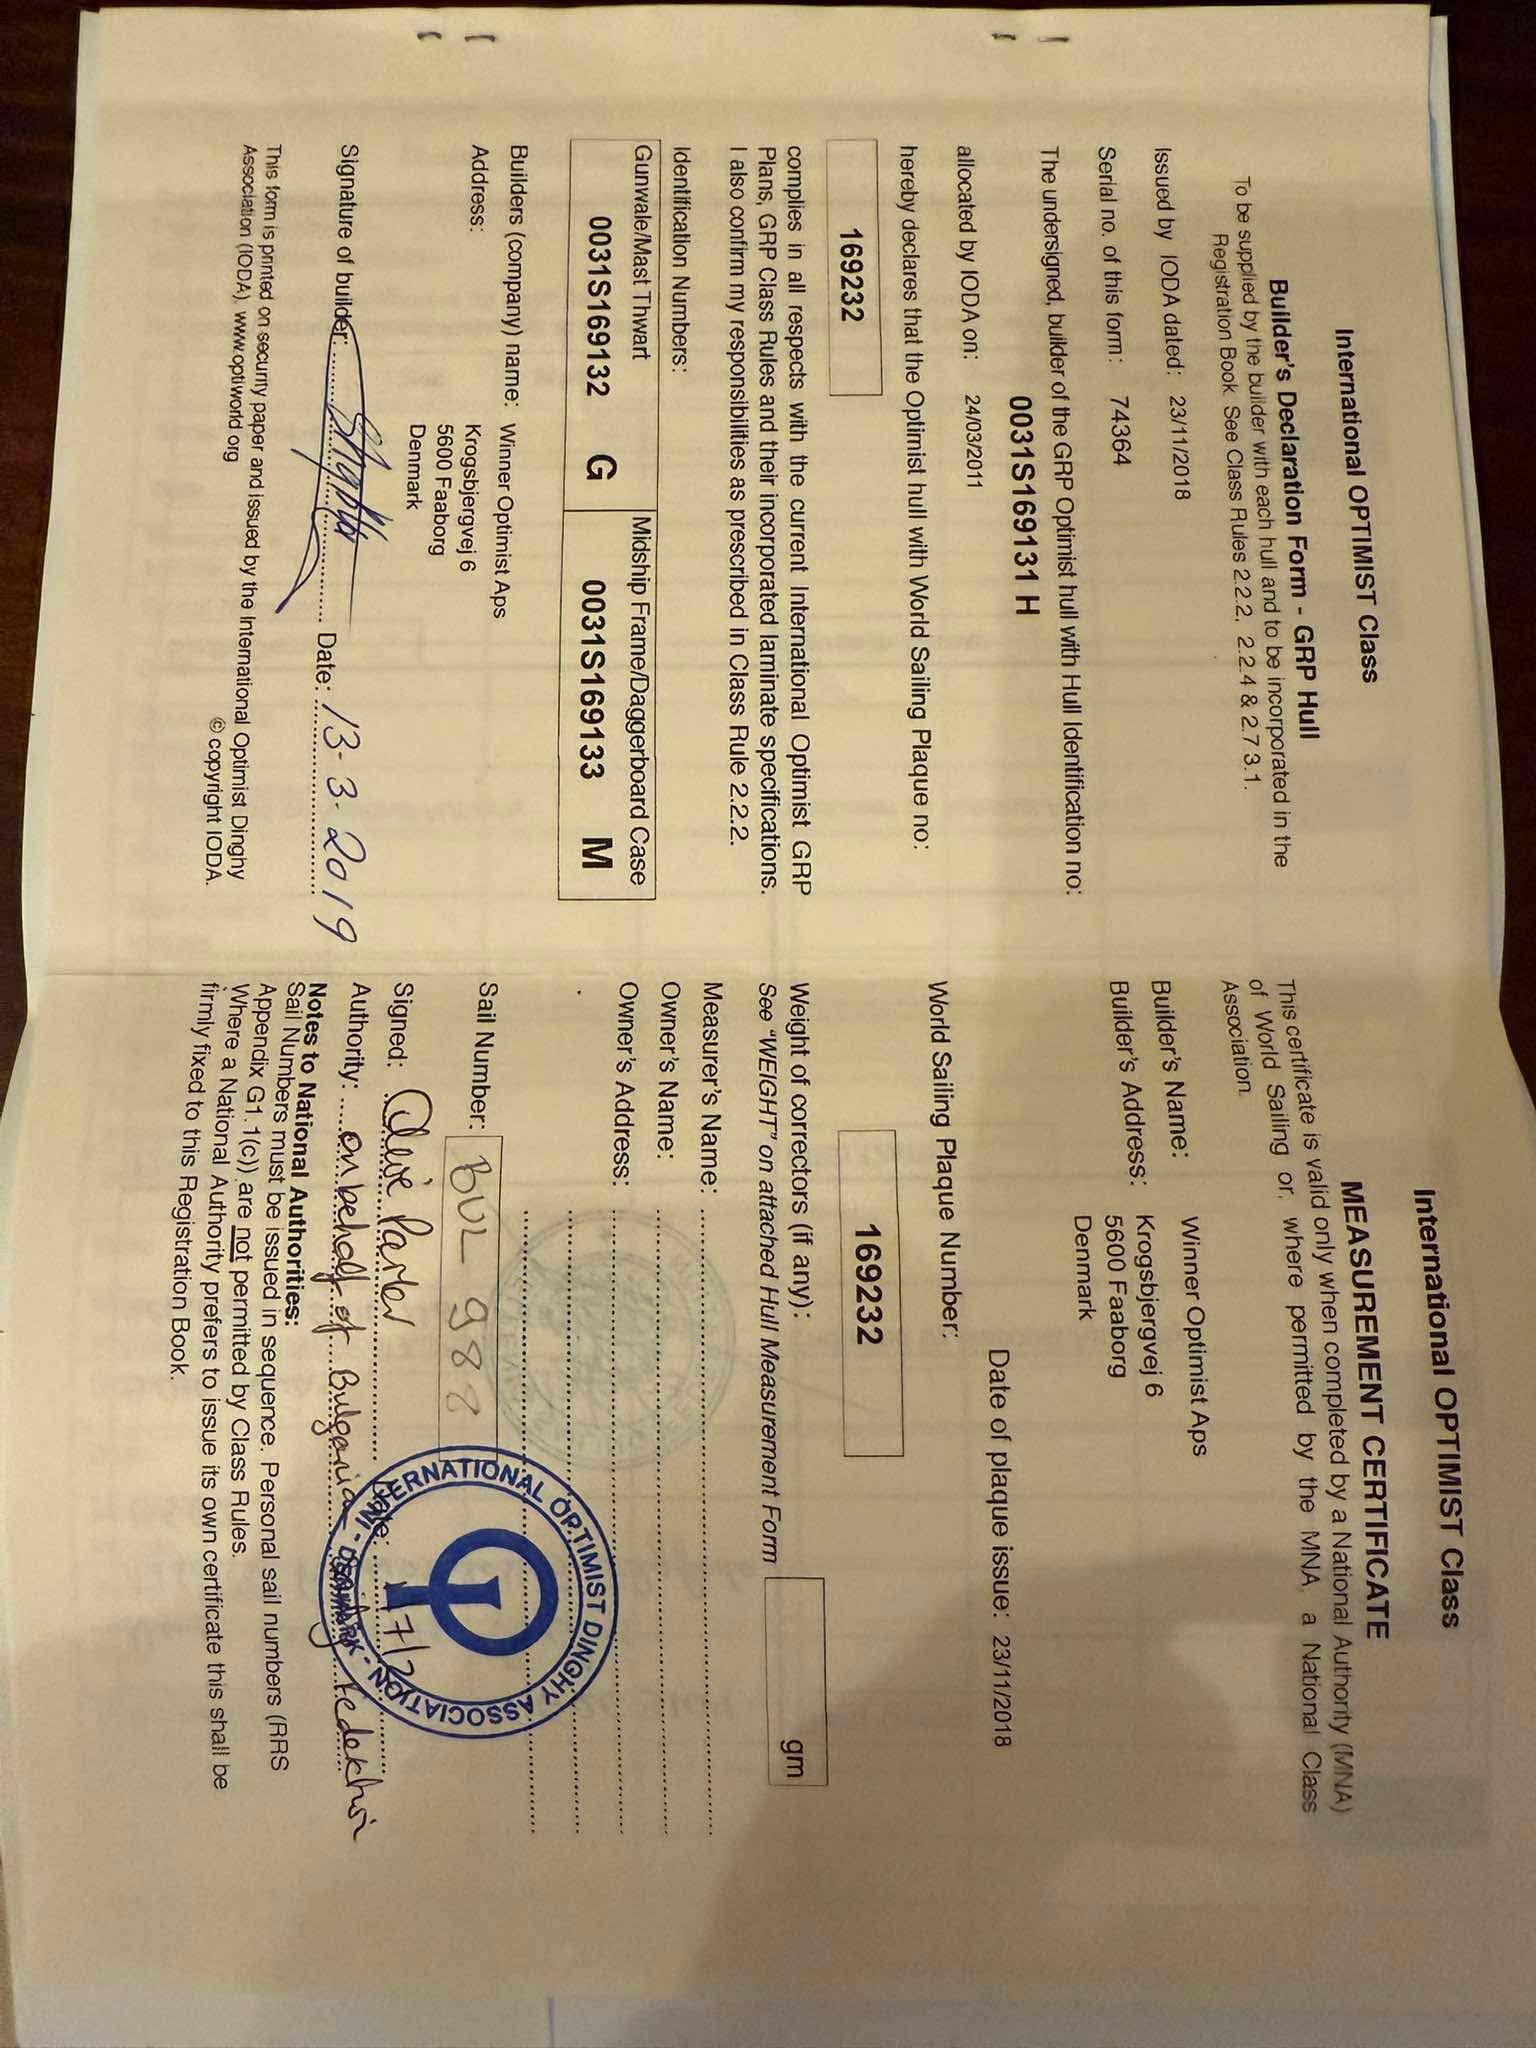 International OPTIMIST Class
Builder's Declaration Form - GRP Hull
To be supplied by the builder with each hull and to be incorporated in the
Registration Book. See Class Rules 2.2.2, 2.2.4 & 2.7 3.1.
Issued by IODA dated: 23/11/2018
Serial no. of this form: 74364
The undersigned, builder of the GRP Optimist hull with Hull Identification no:
0031S169131 H
allocated by IODA on: 24/03/2011
hereby declares that the Optimist hull with World Sailing Plaque no:
169232
complies in all respects with the current International Optimist GRP
Plans, GRP Class Rules and their incorporated laminate specifications.
I also confirm my responsibilities as prescribed in Class Rule 2.2.2.
Identification Numbers:
Gunwale/Mast Thwart Midship Frame/Daggerboard Case
0031S169132 G 0031S169133 M
Builders (company) name: Winner Optimist Aps
Address: Krogsbjergvej 6
5600 Faaborg
Denmark
Signature of builder: Date: 13-3-2019
This form is printed on security paper and issued by the International Optimist Dinghy
Association (IODA), www.optiworld.org © copyright IODA.
International OPTIMIST Class
MEASUREMENT CERTIFICATE
This certificate is valid only when completed by a National Authority (MNA)
of World Sailing or, where permitted by the MNA, a National Class
Association.
Builder's Name: Winner Optimist Aps
Builder's Address: Krogsbjergvej 6
5600 Faaborg
Denmark
Date of plaque issue: 23/11/2018
World Sailing Plaque Number:
169232
Weight of correctors (if any):
See "WEIGHT" on attached Hull Measurement Form gm
Measurer's Name:
Owner's Name:
Owner's Address:
Sail Number: BUL 988
INTERNATIONAL OPTIMIST DINGHY ASSOCIATION
Signed: Date:
Authority: on behalf of Bulgarian
Notes to National Authorities:
Sail Numbers must be issued in sequence. Personal sail numbers (RRS
Appendix G1.1(c)) are not permitted by Class Rules.
Where a National Authority prefers to issue its own certificate this shall be
firmly fixed to this Registration Book.